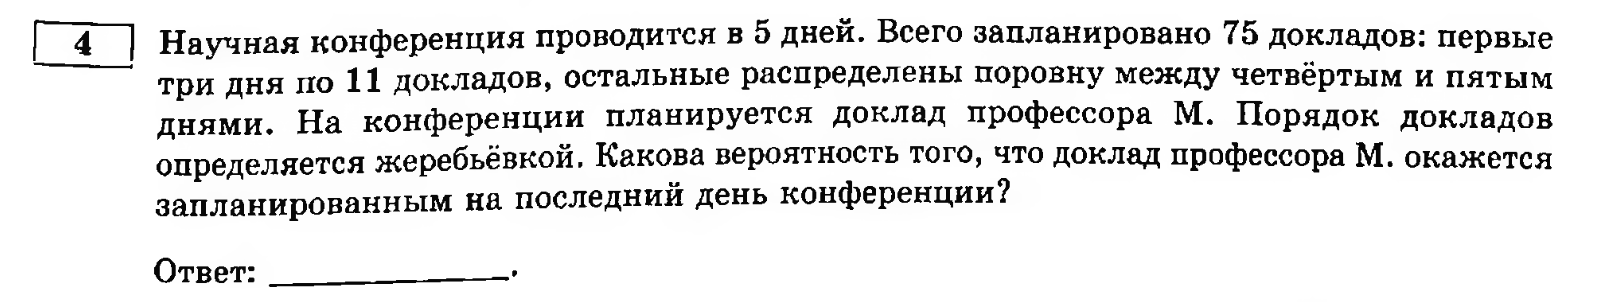 4 Научная конференция проводится в 5 дней. Всего запланировано 75 докладов: первые
три дня по 11 докладов, остальные распределены поровну между четвёртым и пятым
днями. На конференции планируется доклад профессора М. Порядок докладов
определяется жеребьёвкой. Какова вероятность того, что доклад профессора М. окажется
запланированным на последний день конференции?
Ответ: ______________.